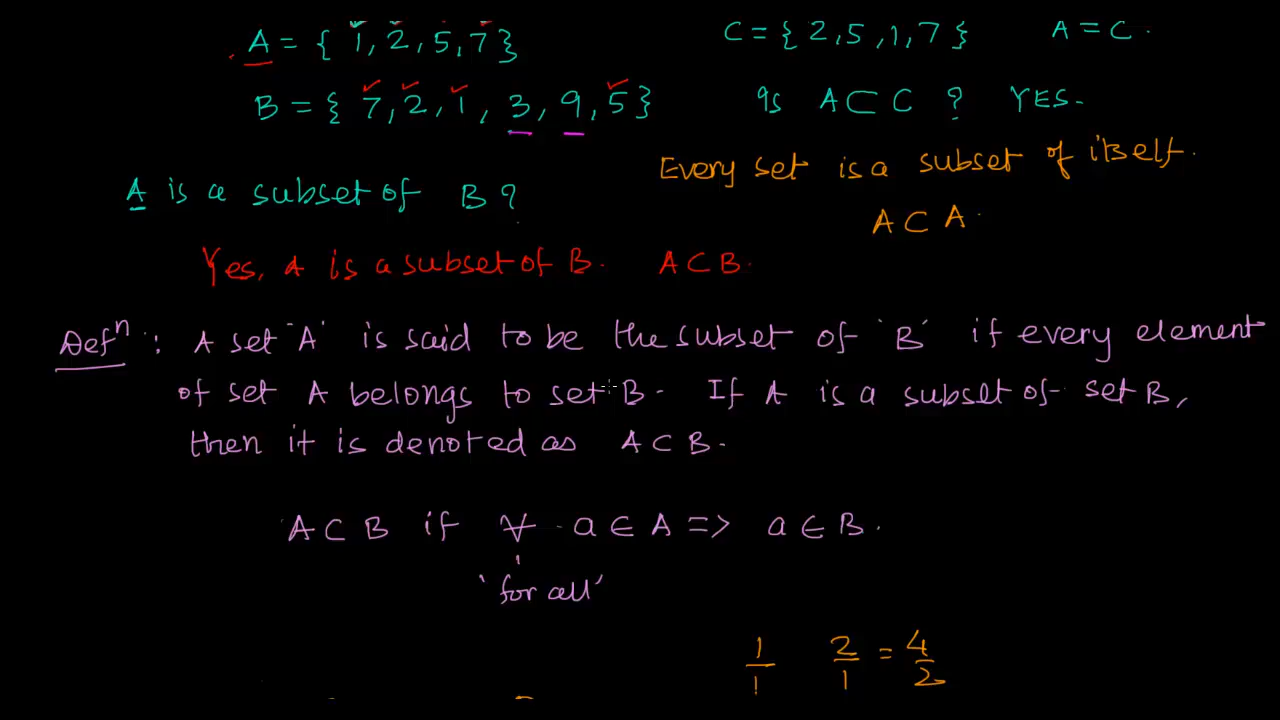 A = { 1, 2, 5, 7 }
B = { 7, 2, 1, 3, 9, 5 }
A is a subset of B ?
Yes, A is a subset of B. A ⊂ B.
C = { 2, 5, 1, 7 } A = C.
Is A ⊂ C ? YES.
Every set is a subset of itself.
A ⊂ A.
Defⁿ : A set 'A' is said to be the subset of 'B' if every element
of set A belongs to set B. If A is a subset of set B,
then it is denoted as A ⊂ B.
A ⊂ B if ∀ a ∈ A => a ∈ B.
'for all'
1/1 2/1 = 4/2